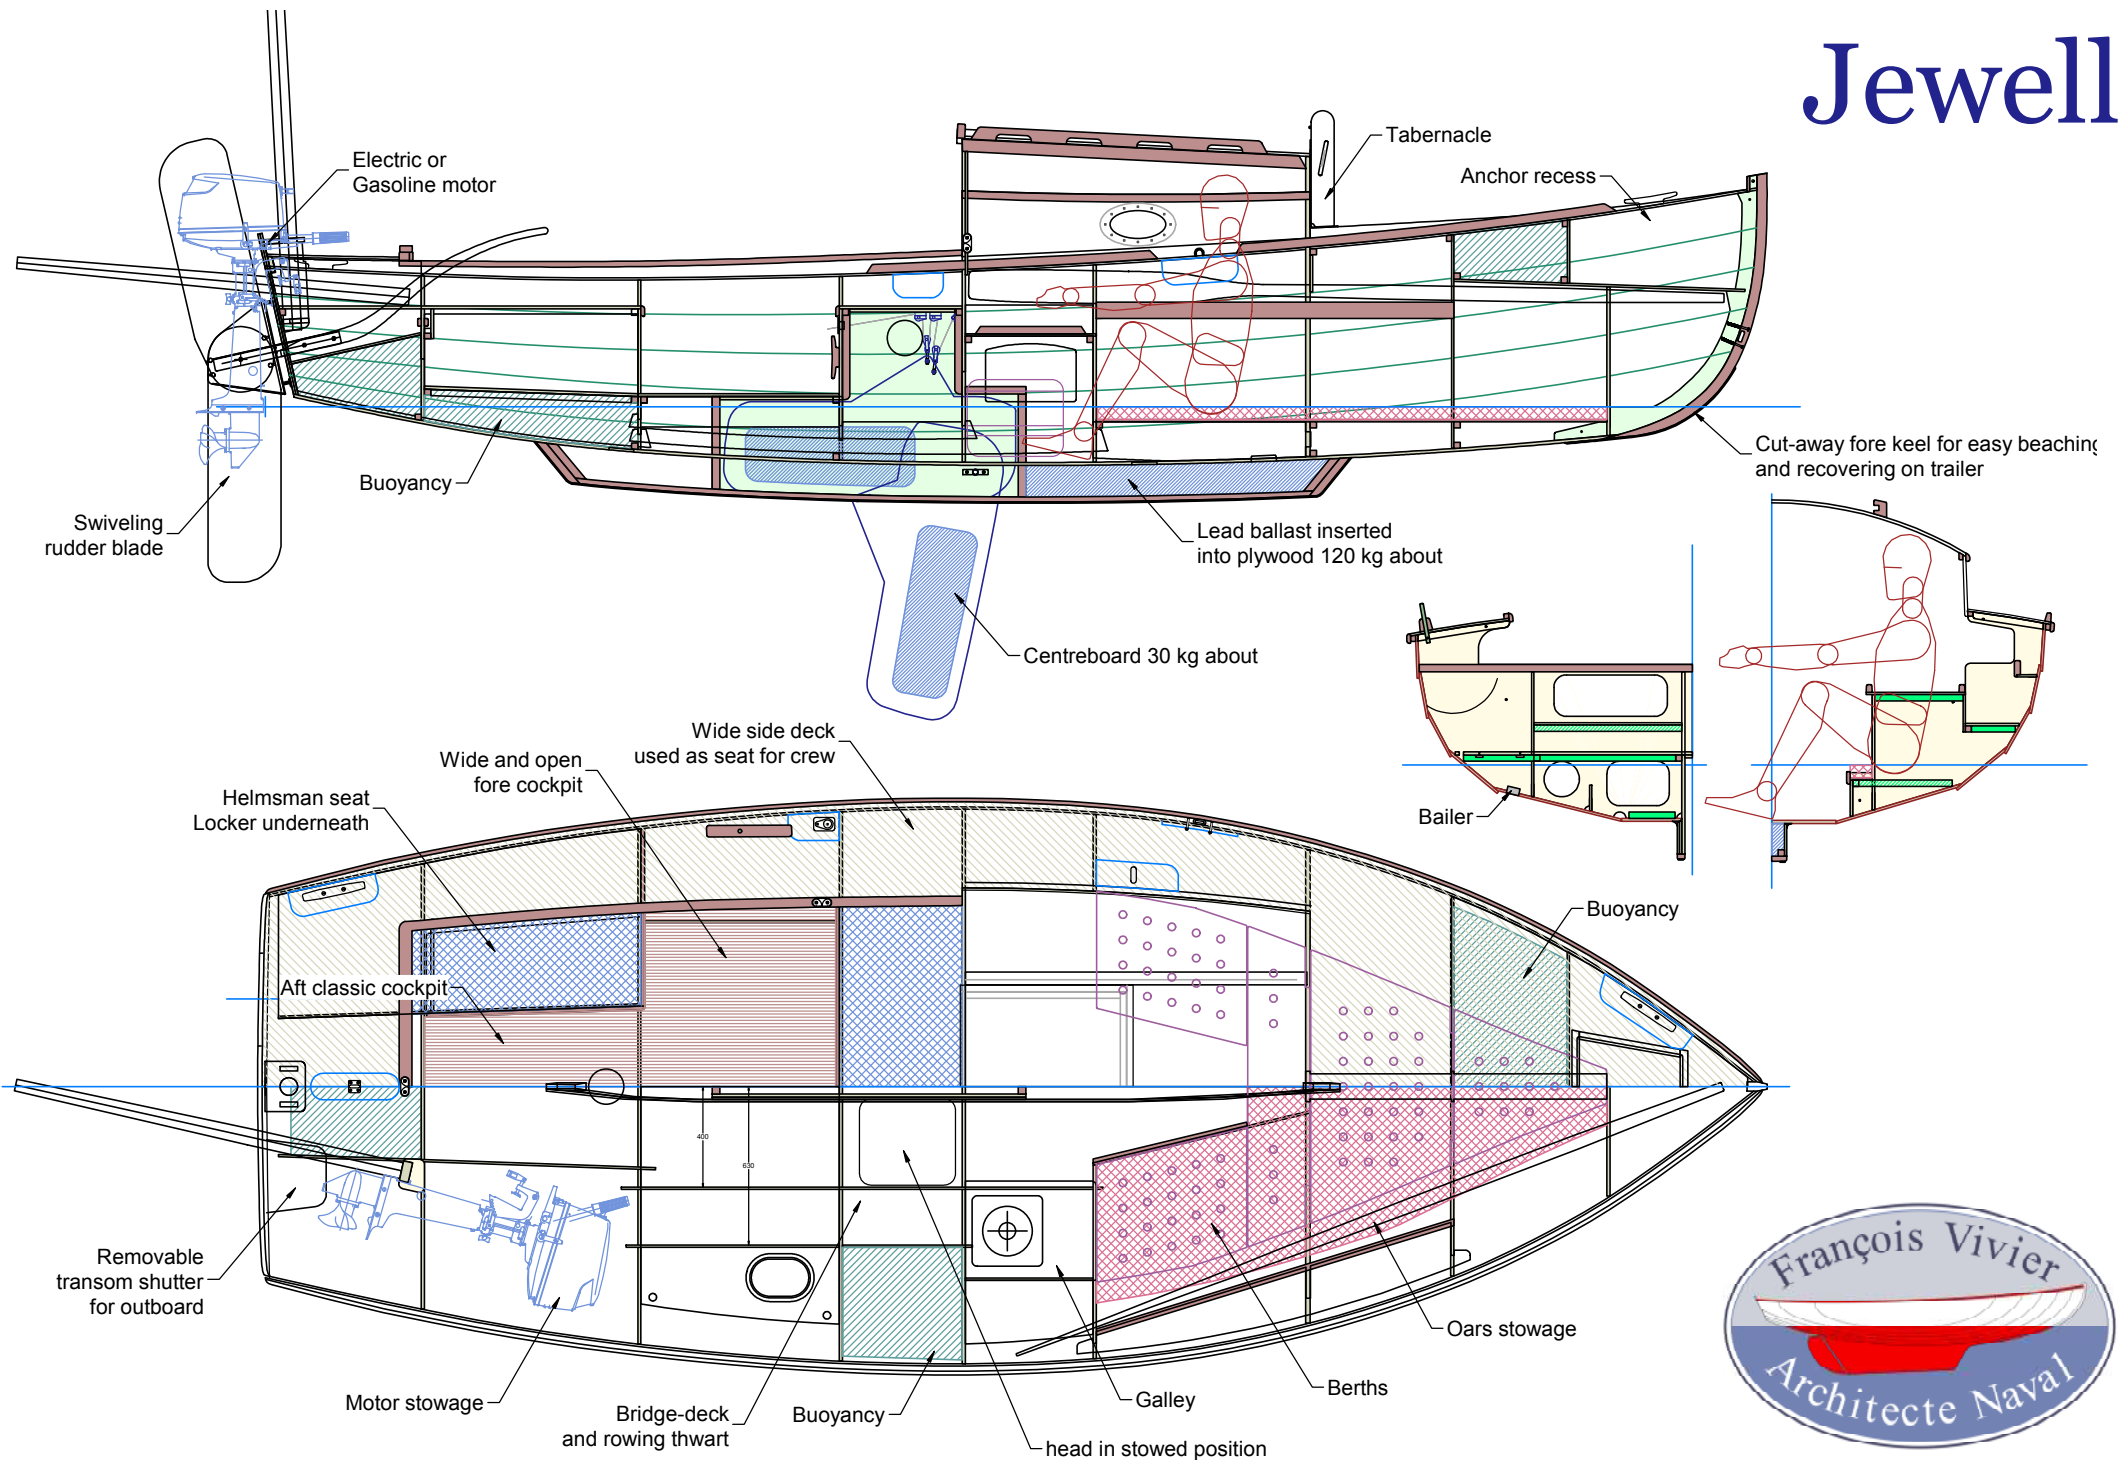 Jewell
Electric or
Gasoline motor
Tabernacle
Anchor recess
Buoyancy
Swiveling
rudder blade
Cut-away fore keel for easy beaching
and recovering on trailer
Lead ballast inserted
into plywood 120 kg about
Centreboard 30 kg about
Wide side deck
used as seat for crew
Wide and open
fore cockpit
Helmsman seat
Locker underneath
Bailer
Buoyancy
Aft classic cockpit
400
630
Removable
transom shutter
for outboard
Motor stowage
Bridge-deck
and rowing thwart
Buoyancy
head in stowed position
Galley
Berths
Oars stowage
François Vivier
Architecte Naval